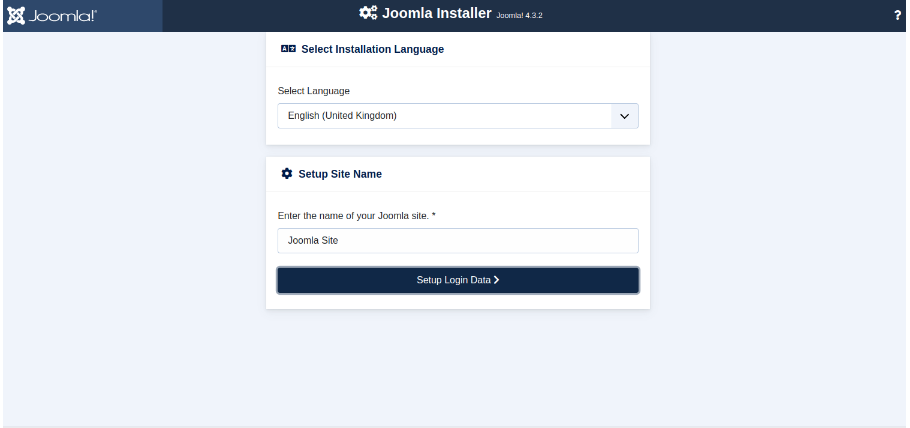 Joomla!®
Joomla Installer Joomla! 4.3.2
?
Select Installation Language
Select Language
English (United Kingdom)
Setup Site Name
Enter the name of your Joomla site. *
Joomla Site
Setup Login Data